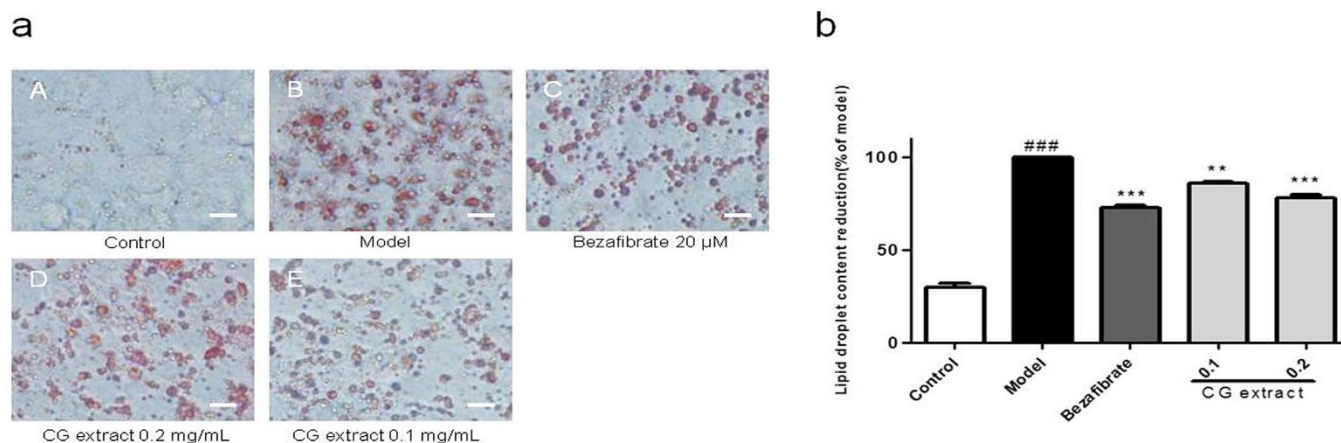 a
A
B
C
Control
Model
Bezafibrate 20 µM
D
E
CG extract 0.2 mg/mL
CG extract 0.1 mg/mL
b
Lipid droplet content reduction(% of model)
100
50
0
###
***
**
***
Control
Model
Bezafibrate
0.1
0.2
CG extract